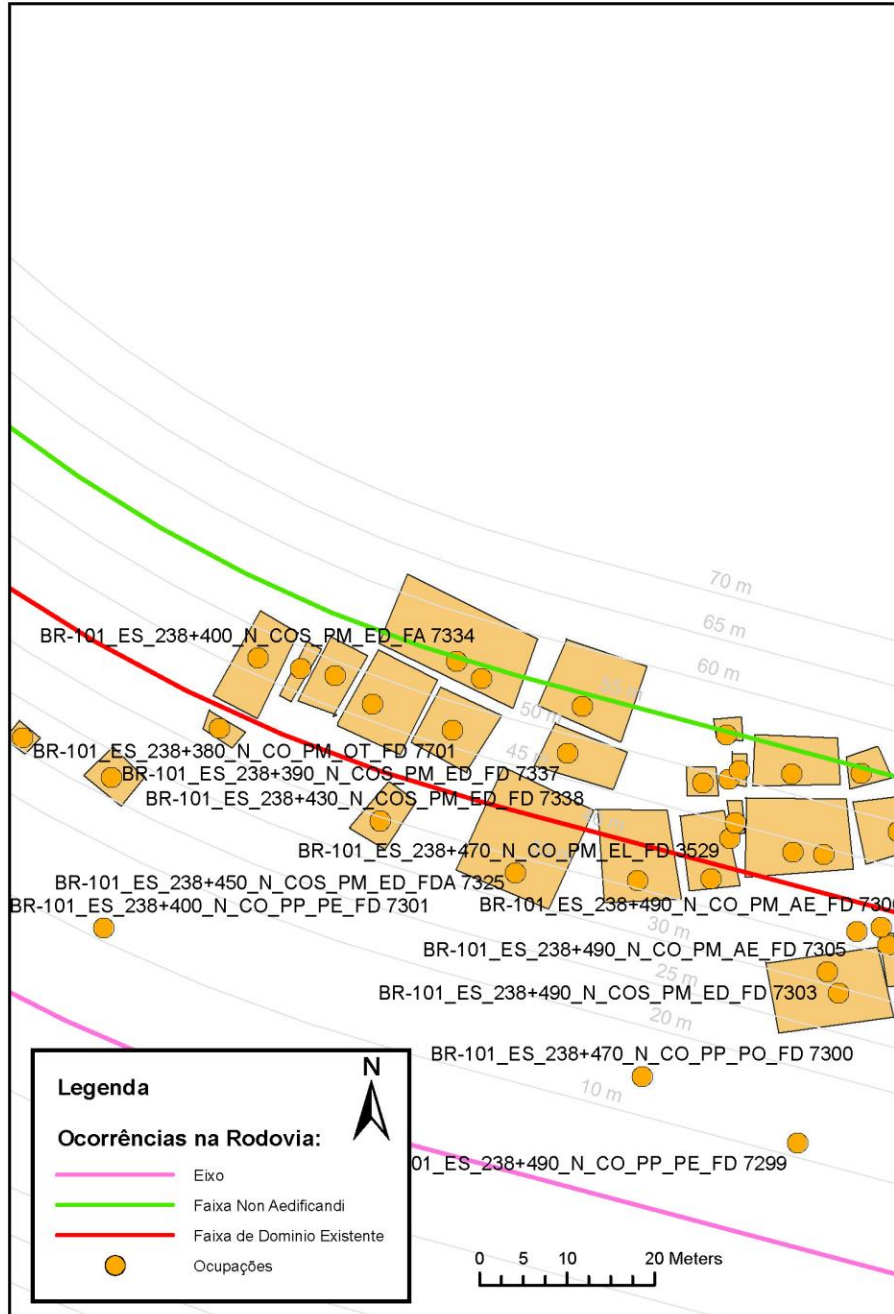 70 m
65 m
60 m
BR-101_ES_238+400_N_COS_PM_ED_FA 7334
50 m
45 m
BR-101_ES_238+380_N_CO_PM_OT_FD 7701
BR-101_ES_238+390_N_COS_PM_ED_FD 7337
BR-101_ES_238+430_N_COS_PM_ED_FD 7338
BR-101_ES_238+470_N_CO_PM_EL_FD 3529
BR-101_ES_238+450_N_COS_PM_ED_FDA 7325
BR-101_ES_238+400_N_CO_PP_PE_FD 7301
BR-101_ES_238+490_N_CO_PM_AE_FD
30 m
BR-101_ES_238+490_N_CO_PM_AE_FD 7305
25 m
BR-101_ES_238+490_N_COS_PM_ED_FD 7303
20 m
BR-101_ES_238+470_N_CO_PP_PO_FD 7300
10 m
01_ES_238+490_N_CO_PP_PE_FD 7299
N
Legenda
Ocorrências na Rodovia:
Eixo
Faixa Non Aedificandi
Faixa de Dominio Existente
Ocupações
0 5 10 20 Meters